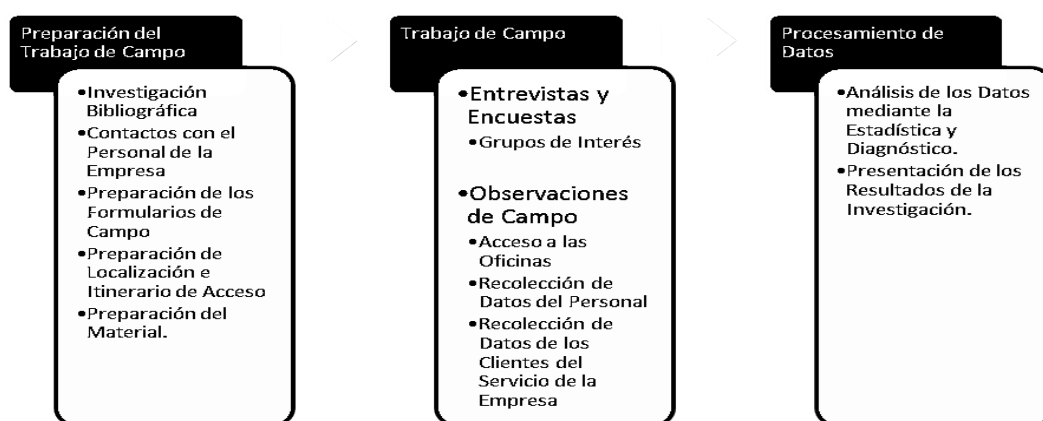 Preparación del
Trabajo de Campo
•Investigación
Bibliográfica
•Contactos con el
Personal de la
Empresa
•Preparación de los
Formularios de
Campo
•Preparación de
Localización e
Itinerario de Acceso
•Preparación del
Material.
Trabajo de Campo
•Entrevistas y
Encuestas
•Grupos de Interés
•Observaciones
de Campo
•Acceso a las
Oficinas
•Recolección de
Datos del Personal
•Recolección de
Datos de los
Clientes del
Servicio de la
Empresa
Procesamiento de
Datos
•Análisis de los Datos
mediante la
Estadística y
Diagnóstico.
•Presentación de los
Resultados de la
Investigación.